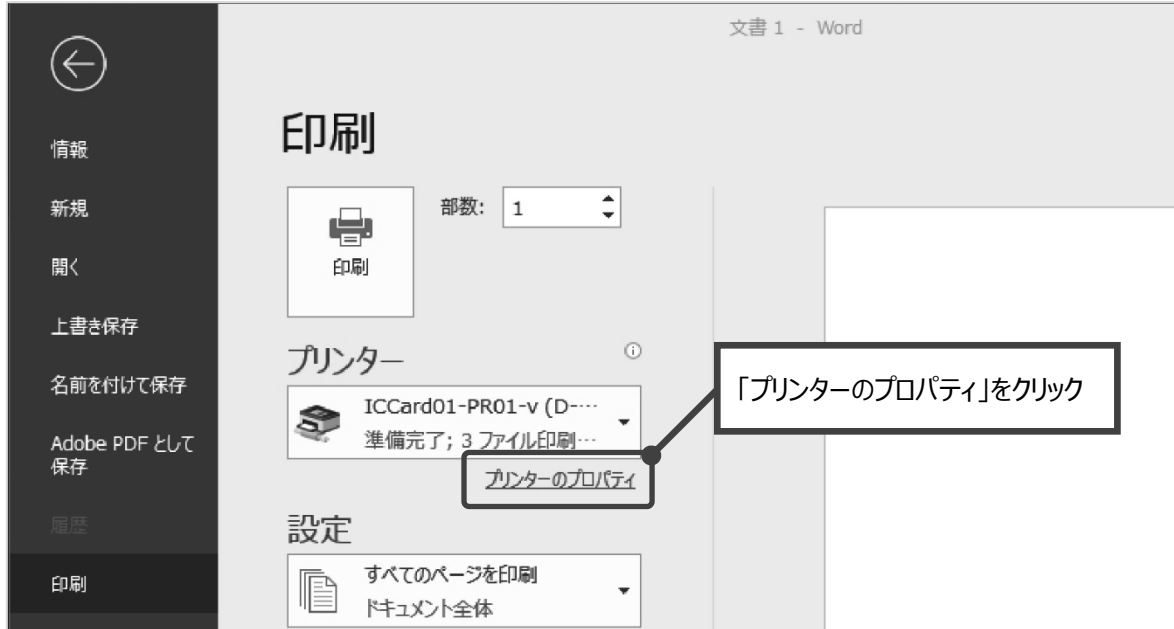 文書 1 - Word
情報
新規
開く
上書き保存
名前を付けて保存
Adobe PDF として
保存
履歴
印刷
印刷
印刷
部数: 1
プリンター
ICCard01-PR01-v (D-…
準備完了; 3 ファイル印刷…
プリンターのプロパティ
「プリンターのプロパティ」をクリック
設定
すべてのページを印刷
ドキュメント全体